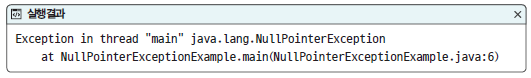 실행결과
Exception in thread "main" java.lang.NullPointerException
at NullPointerExceptionExample.main(NullPointerExceptionExample.java:6)